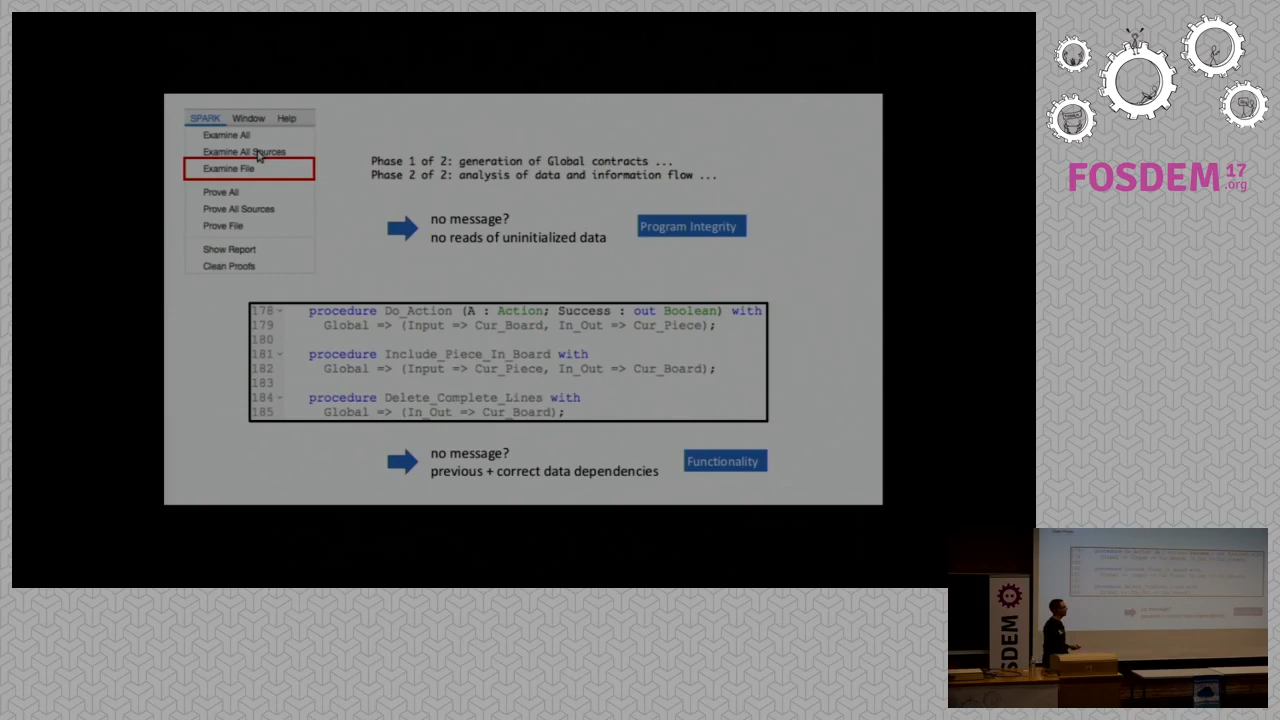 SPARK Window Help
Examine All
Examine All Sources
Examine File
Prove All
Prove All Sources
Prove File
Show Report
Clean Proofs
Phase 1 of 2: generation of Global contracts ...
Phase 2 of 2: analysis of data and information flow ...
no message?
no reads of uninitialized data
Program Integrity
178 procedure Do_Action (A : Action; Success : out Boolean) with
179 Global => (Input => Cur_Board, In_Out => Cur_Piece);
180
181 procedure Include_Piece_In_Board with
182 Global => (Input => Cur_Piece, In_Out => Cur_Board);
183
184 procedure Delete_Complete_Lines with
185 Global => (In_Out => Cur_Board);
no message?
previous + correct data dependencies
Functionality
FOSDEM 17
.org
SDEM